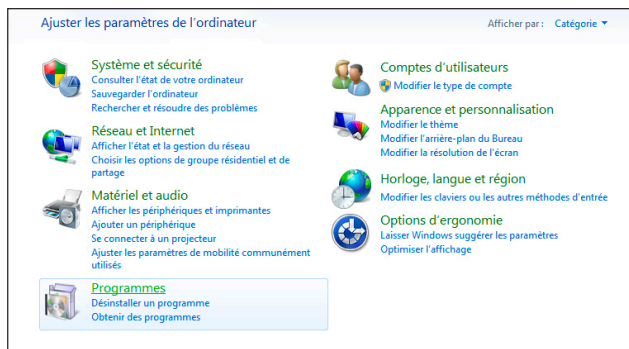 Ajuster les paramètres de l'ordinateur
Afficher par : Catégorie
Système et sécurité
Consulter l'état de votre ordinateur
Sauvegarder l'ordinateur
Rechercher et résoudre des problèmes
Réseau et Internet
Afficher l'état et la gestion du réseau
Choisir les options de groupe résidentiel et de
partage
Matériel et audio
Afficher les périphériques et imprimantes
Ajouter un périphérique
Se connecter à un projecteur
Ajuster les paramètres de mobilité communément
utilisés
Programmes
Désinstaller un programme
Obtenir des programmes
Comptes d'utilisateurs
Modifier le type de compte
Apparence et personnalisation
Modifier le thème
Modifier l'arrière-plan du Bureau
Modifier la résolution de l'écran
Horloge, langue et région
Modifier les claviers ou les autres méthodes d'entrée
Options d'ergonomie
Laisser Windows suggérer les paramètres
Optimiser l'affichage